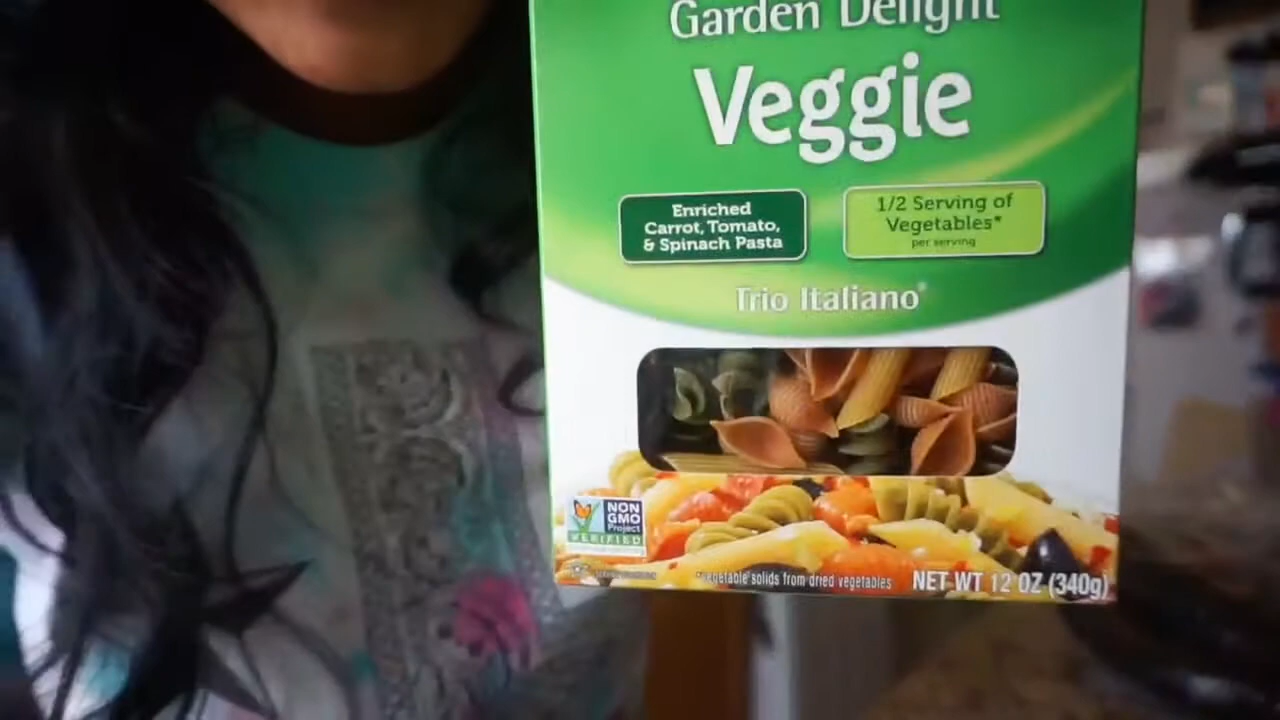 Garden Delight
Veggie
Enriched
Carrot, Tomato,
& Spinach Pasta
1/2 Serving of
Vegetables*
per serving
Trio Italiano®
NON
GMO
Project
VERIFIED
*vegetable solids from dried vegetables
NET WT 12 OZ (340g)